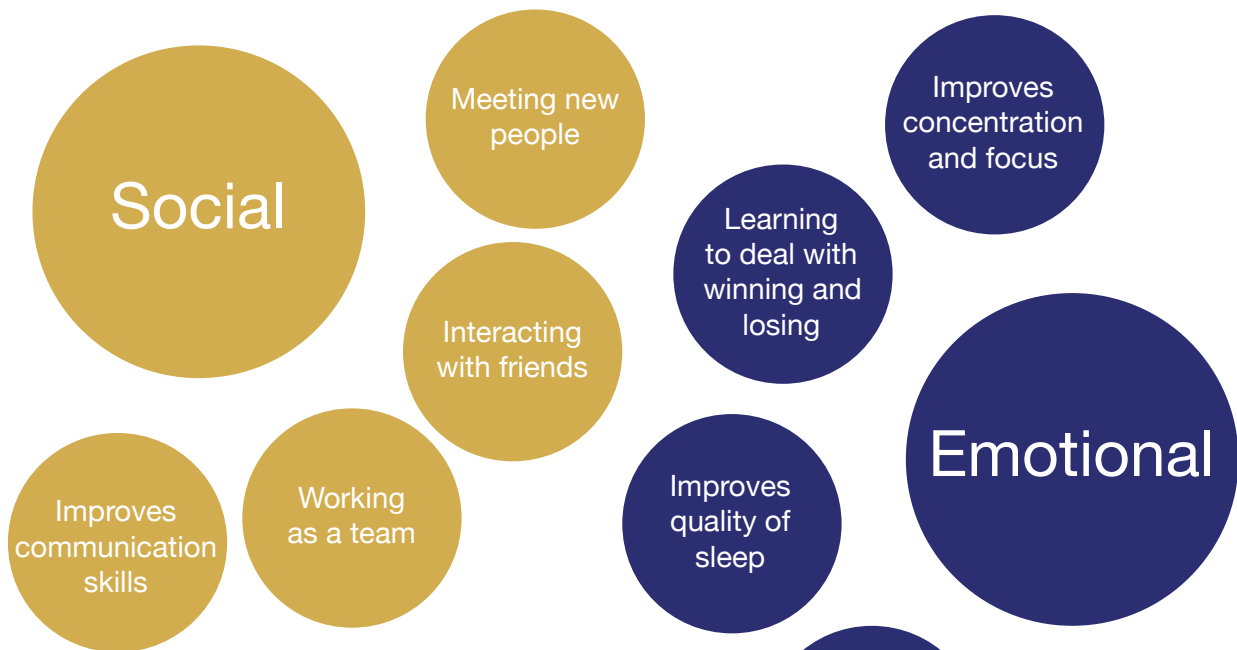 Social
Meeting new
people
Interacting
with friends
Working
as a team
Improves
communication
skills
Improves
concentration
and focus
Learning
to deal with
winning and
losing
Emotional
Improves
quality of
sleep